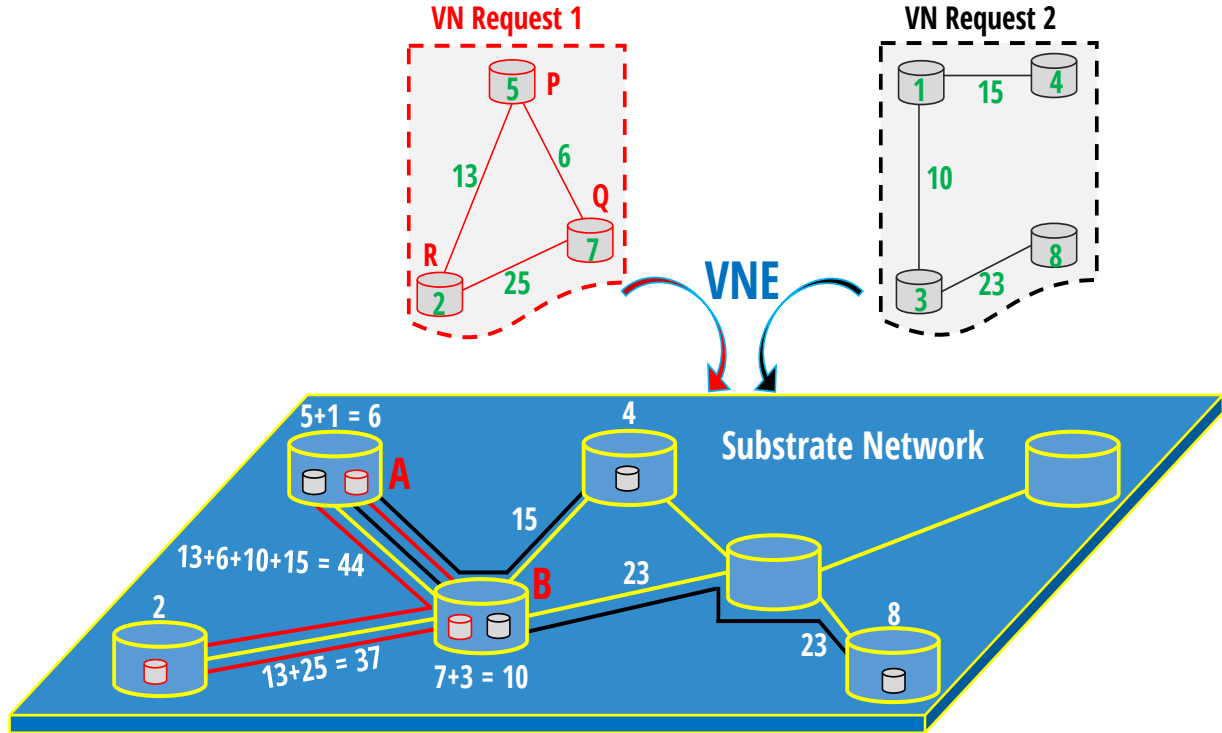 VN Request 1
VN Request 2
5
P
1
15
4
13
6
10
Q
R
7
8
25
23
2
3
VNE
5+1 = 6
4
Substrate Network
A
15
13+6+10+15 = 44
B
23
2
8
23
13+25 = 37
7+3 = 10